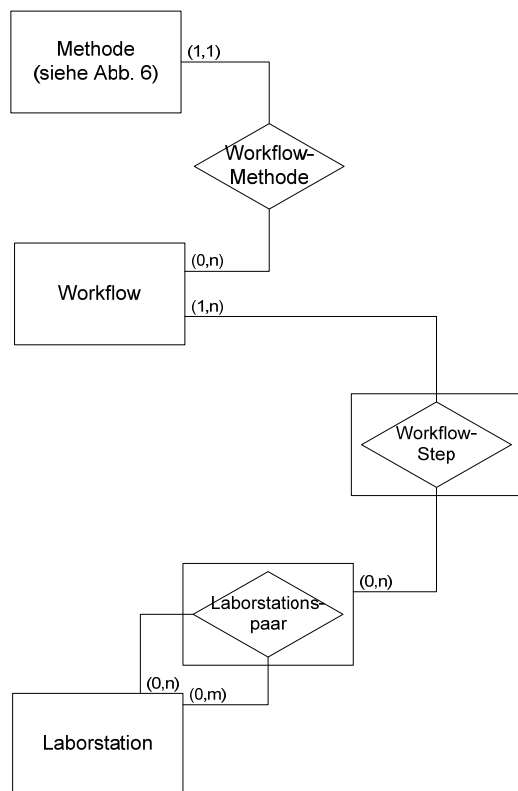 Methode
(siehe Abb. 6)
(1,1)
Workflow-
Methode
(0,n)
Workflow
(1,n)
Workflow-
Step
(0,n)
Laborstations-
paar
(0,n)
(0,m)
Laborstation